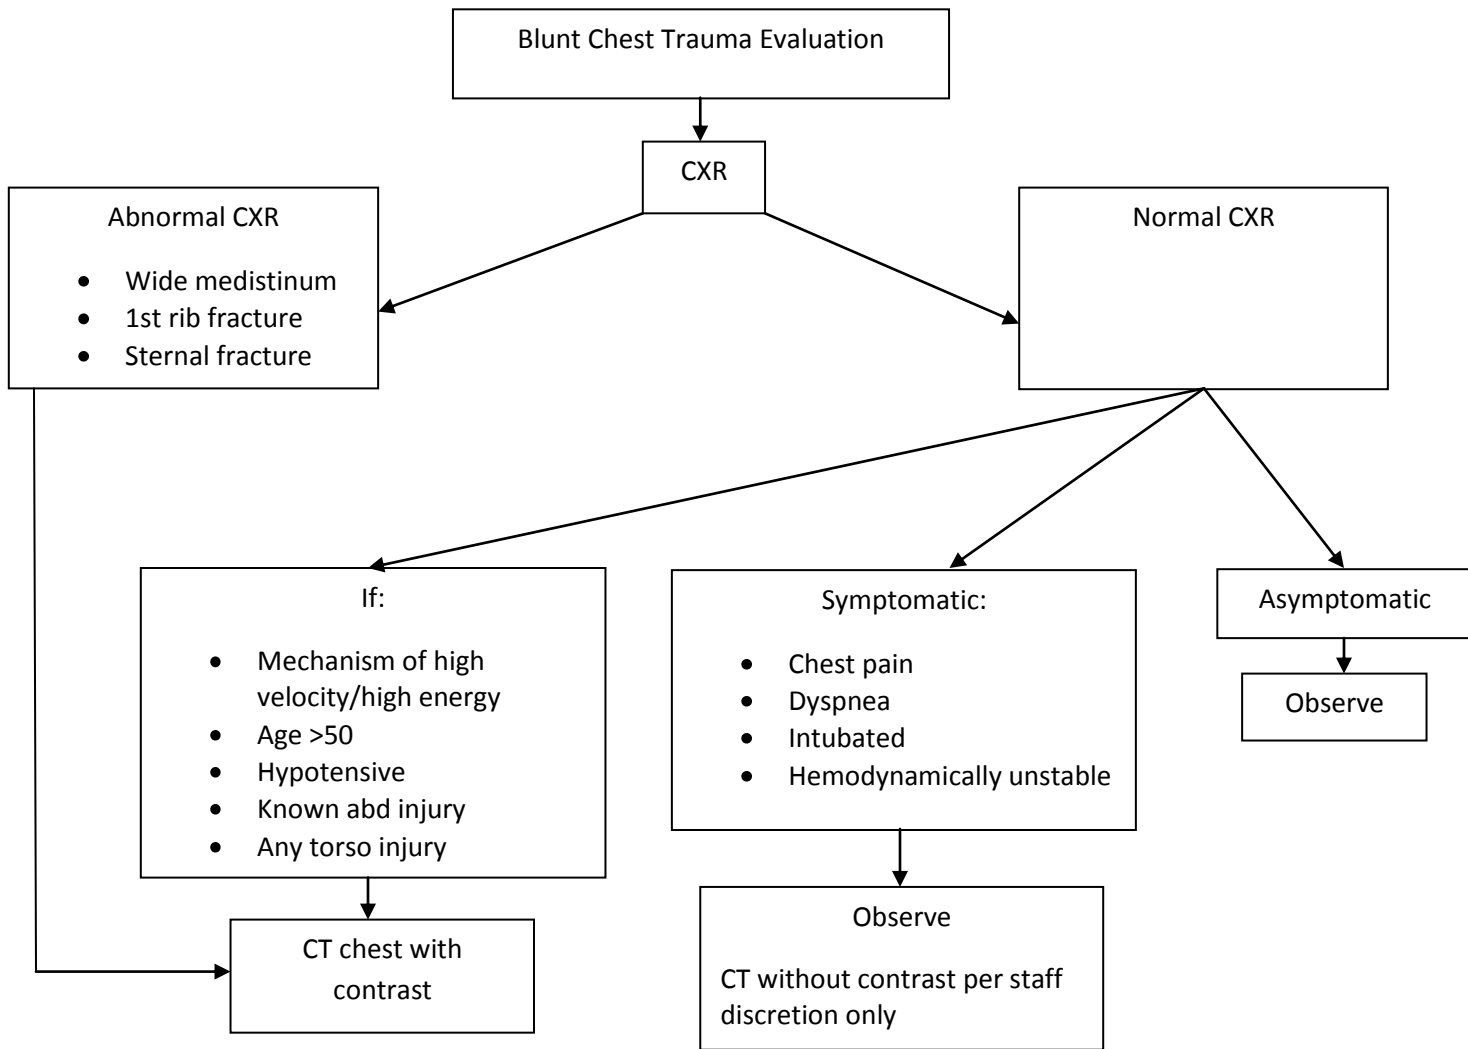 Blunt Chest Trauma Evaluation
CXR
Abnormal CXR
• Wide medistinum
• 1st rib fracture
• Sternal fracture
Normal CXR
If:
• Mechanism of high
velocity/high energy
• Age >50
• Hypotensive
• Known abd injury
• Any torso injury
CT chest with
contrast
Symptomatic:
• Chest pain
• Dyspnea
• Intubated
• Hemodynamically unstable
Observe
CT without contrast per staff
discretion only
Asymptomatic
Observe